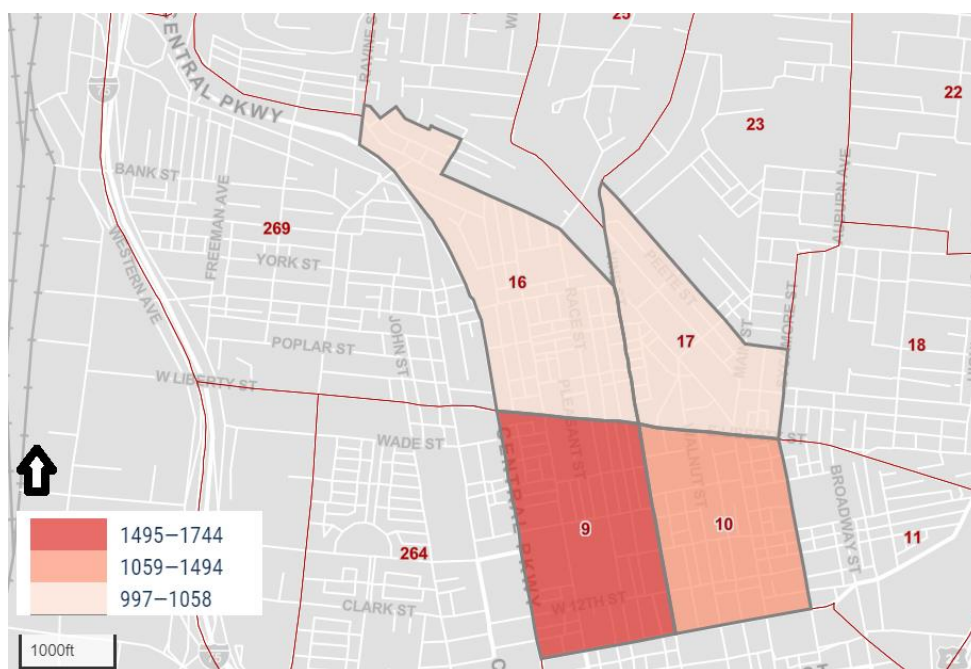 25
22
CENTRAL PKWY
RAVINE S
23
BANK ST
FREEMAN AVE
AUBURN AVE
269
WESTERN AVE
YORK ST
16
RACE ST
PEETE ST
17
MAIN ST
SYCAMORE ST
18
JOHN ST
POPLAR ST
W LIBERTY ST
PLEASANT ST
WADE ST
CENTRAL PKWY
WALNUT ST
ST
BROADWAY ST
9
10
11
264
1495–1744
1059–1494
997–1058
CLARK ST
W 12TH ST
1000ft